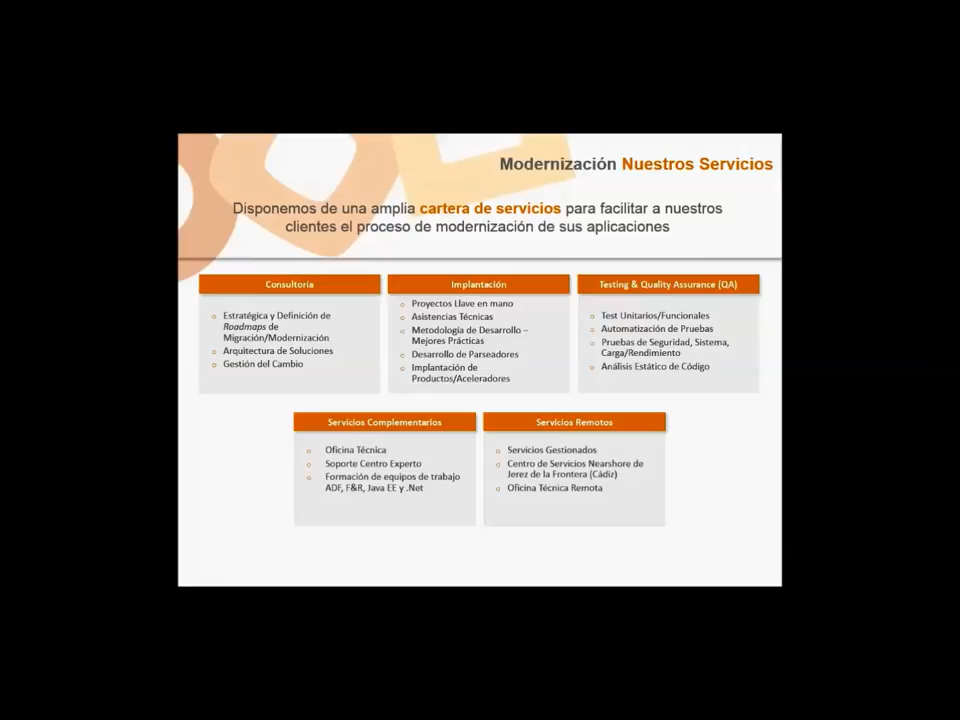 Modernización Nuestros Servicios
Disponemos de una amplia cartera de servicios para facilitar a nuestros
clientes el proceso de modernización de sus aplicaciones
Consultoría
Estratégica y Definición de
Roadmaps de
Migración/Modernización
Arquitectura de Soluciones
Gestión del Cambio
Implantación
Proyectos Llave en mano
Asistencias Técnicas
Metodología de Desarrollo –
Mejores Prácticas
Desarrollo de Parseadores
Implantación de
Productos/Aceleradores
Testing & Quality Assurance (QA)
Test Unitarios/Funcionales
Automatización de Pruebas
Pruebas de Seguridad, Sistema,
Carga/Rendimiento
Análisis Estático de Código
Servicios Complementarios
Oficina Técnica
Soporte Centro Experto
Formación de equipos de trabajo
ADF, F&R, Java EE y .Net
Servicios Remotos
Servicios Gestionados
Centro de Servicios Nearshore de
Jerez de la Frontera (Cádiz)
Oficina Técnica Remota